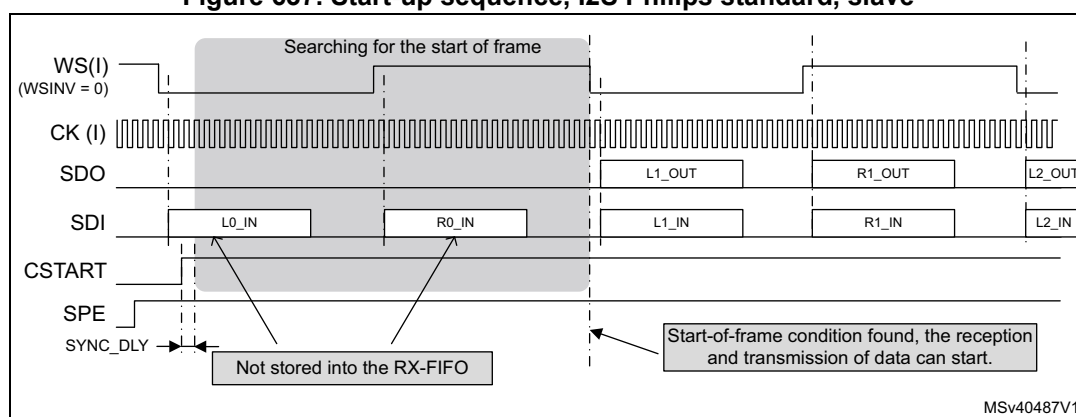 Figure 667. Start-up sequence, I2S Philips standard, slave
Searching for the start of frame
WS(I)
(WSINV = 0)
CK (I)
SDO
L1_OUT
R1_OUT
L2_OUT
SDI
L0_IN
R0_IN
L1_IN
R1_IN
L2_IN
CSTART
SPE
SYNC_DLY
Not stored into the RX-FIFO
Start-of-frame condition found, the reception
and transmission of data can start.
MSv40487V1